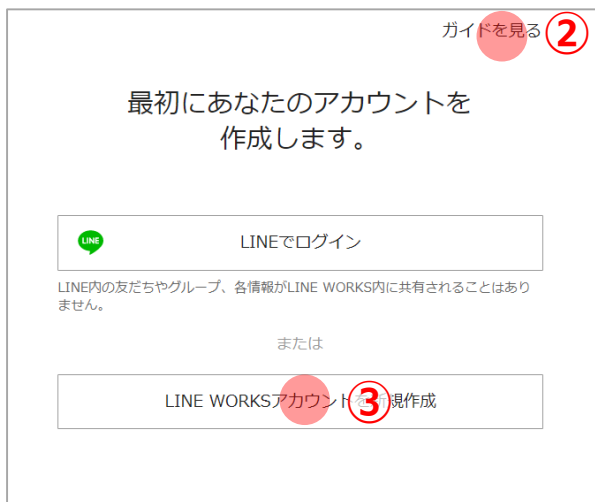 ガイドを見る ②
最初にあなたのアカウントを
作成します。
LINE LINEでログイン
LINE内の友だちやグループ、各情報がLINE WORKS内に共有されることはあり
ません。
または
LINE WORKSアカウントを新規作成 ③